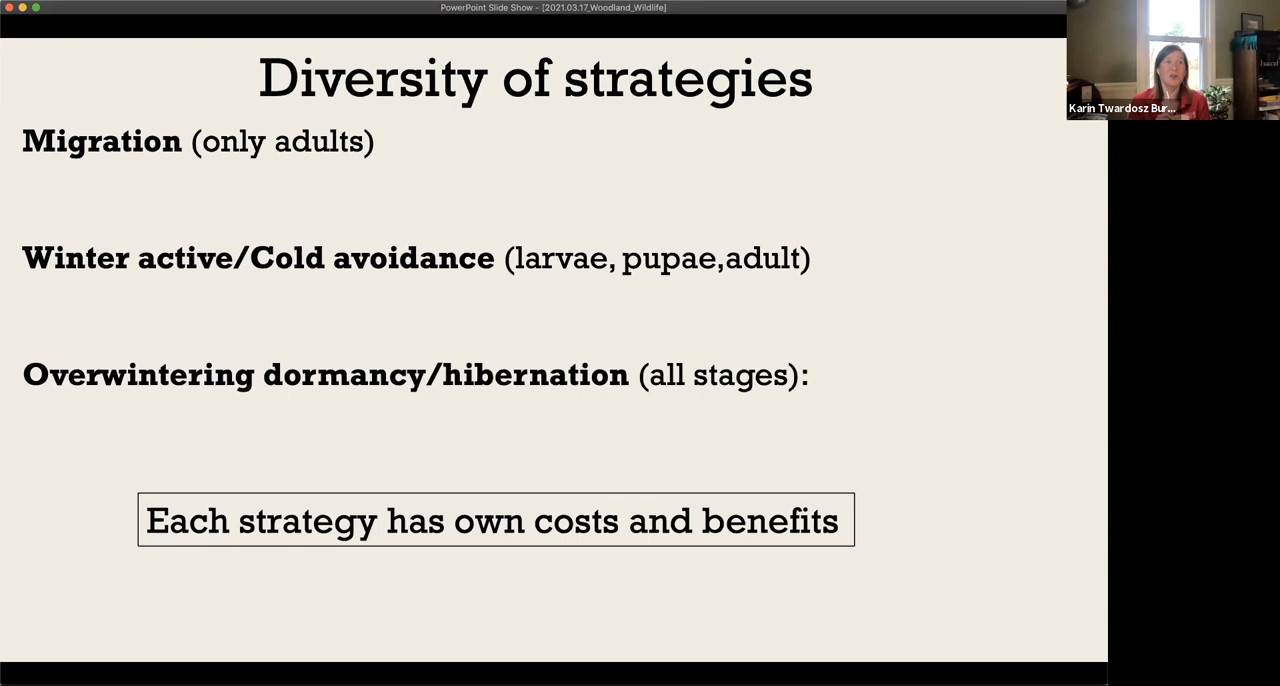 PowerPoint Slide Show - [2021.03.17_Woodland_Wildlife]
Diversity of strategies
Migration (only adults)
Winter active/Cold avoidance (larvae, pupae,adult)
Overwintering dormancy/hibernation (all stages):
Each strategy has own costs and benefits
Karin Twardosz Bur...